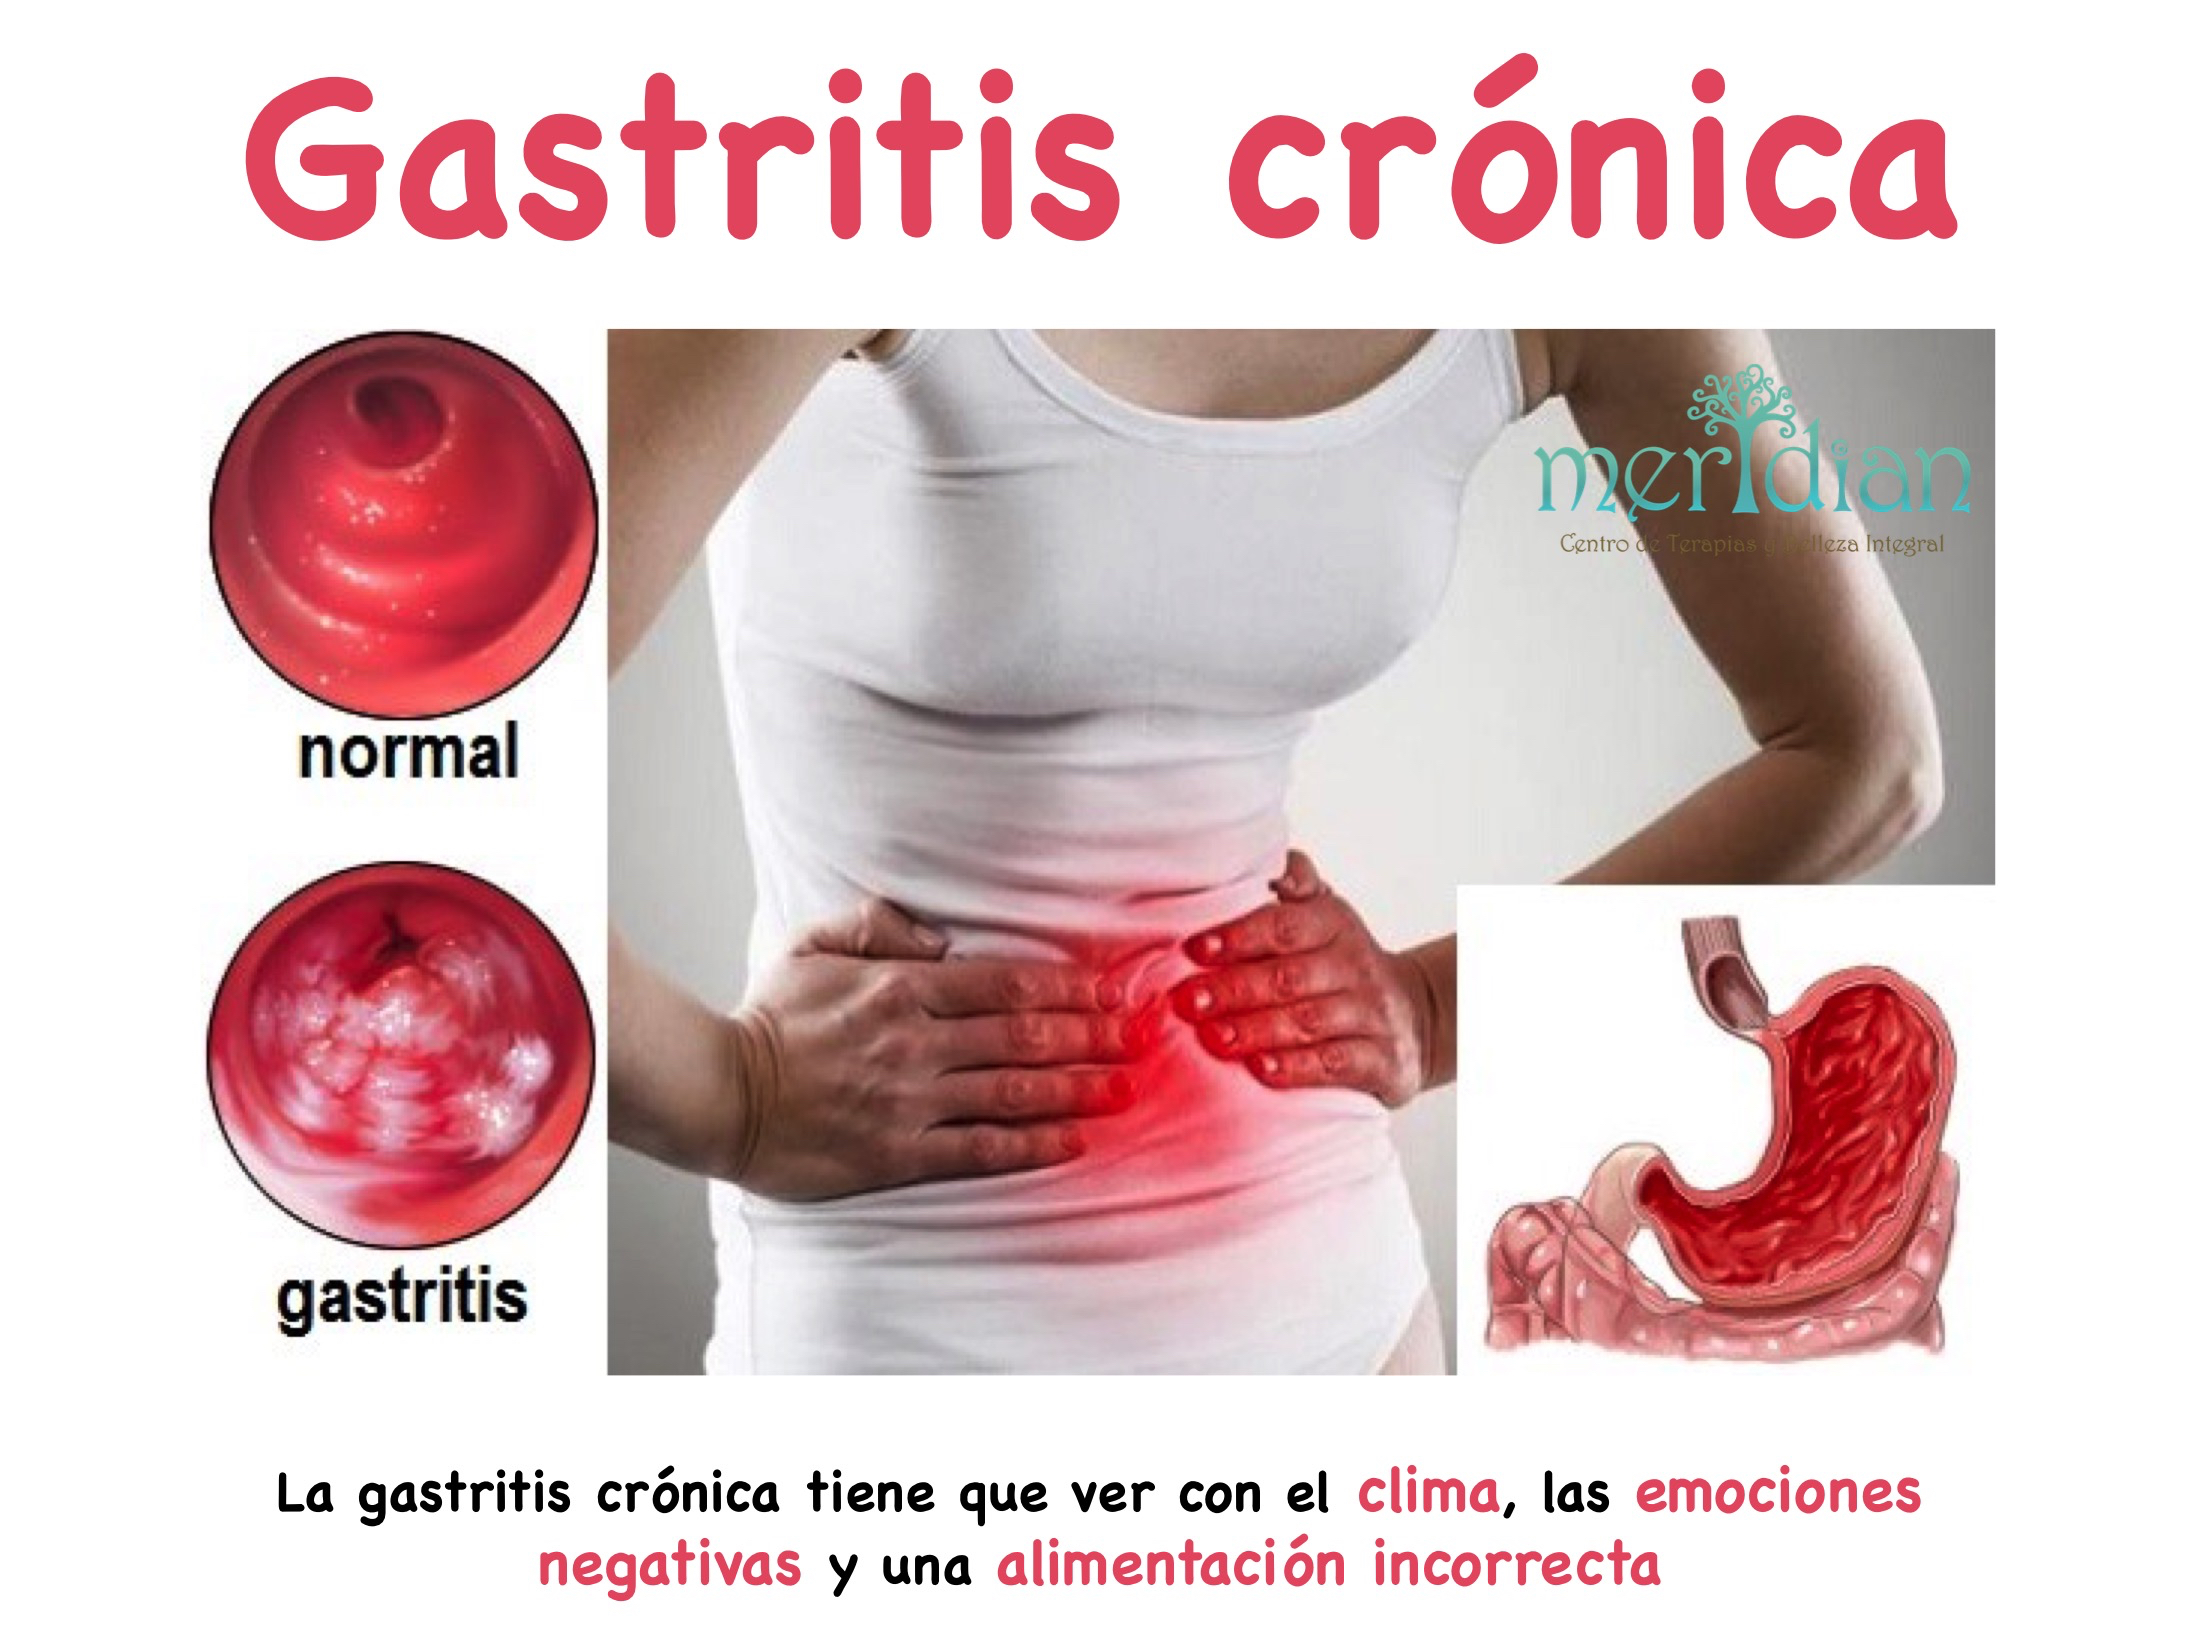 Gastritis crónica
meridian
Centro de Terapias y Belleza Integral
normal
gastritis
La gastritis crónica tiene que ver con el clima, las emociones
negativas y una alimentación incorrecta